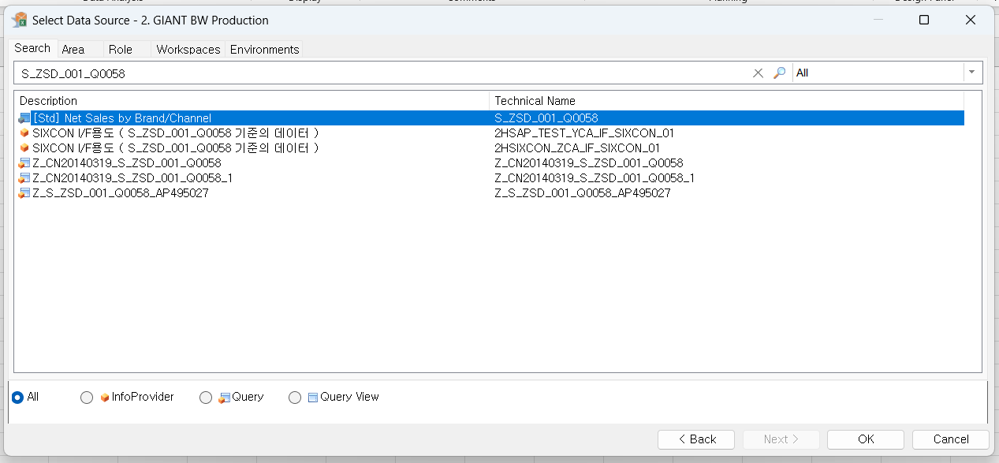 Select Data Source - 2. GIANT BW Production
Search Area Role Workspaces Environments
S_ZSD_001_Q0058 All
Description Technical Name
[Std] Net Sales by Brand/Channel S_ZSD_001_Q0058
SIXCON I/F용도 ( S_ZSD_001_Q0058 기준의 데이터 ) 2HSAP_TEST_YCA_IF_SIXCON_01
SIXCON I/F용도 ( S_ZSD_001_Q0058 기준의 데이터 ) 2HSIXCON_ZCA_IF_SIXCON_01
Z_CN20140319_S_ZSD_001_Q0058 Z_CN20140319_S_ZSD_001_Q0058
Z_CN20140319_S_ZSD_001_Q0058_1 Z_CN20140319_S_ZSD_001_Q0058_1
Z_S_ZSD_001_Q0058_AP495027 Z_S_ZSD_001_Q0058_AP495027
All InfoProvider Query Query View
< Back Next > OK Cancel